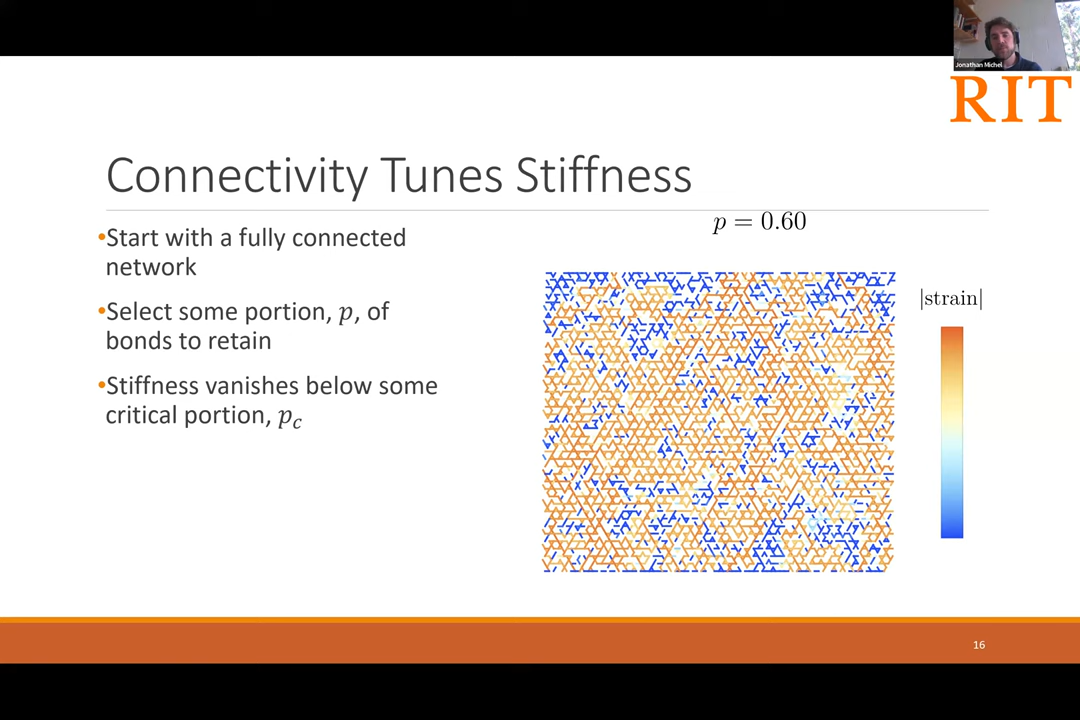 Jonathan Michel
RIT
Connectivity Tunes Stiffness
p = 0.60
•Start with a fully connected
network
•Select some portion, p, of
bonds to retain
•Stiffness vanishes below some
critical portion, p_c
|strain|
16